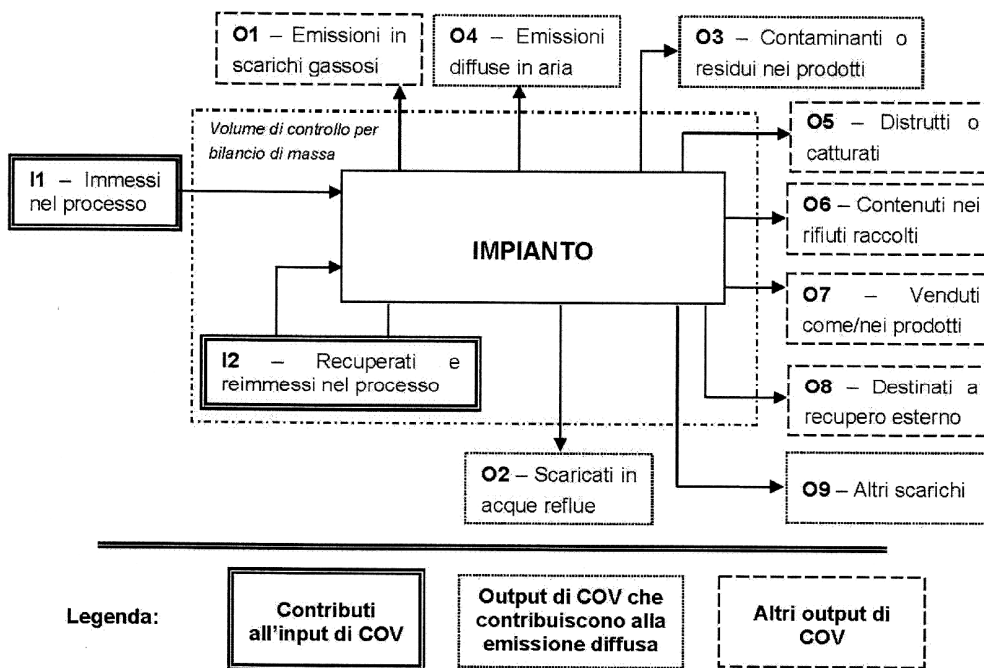 O1 – Emissioni in
scarichi gassosi
O4 – Emissioni
diffuse in aria
O3 – Contaminanti o
residui nei prodotti
Volume di controllo per
bilancio di massa
O5 – Distrutti o
catturati
I1 – Immessi
nel processo
O6 – Contenuti nei
rifiuti raccolti
IMPIANTO
O7 – Venduti
come/nei prodotti
I2 – Recuperati e
reimmessi nel processo
O8 – Destinati a
recupero esterno
O2 – Scaricati in
acque reflue
O9 – Altri scarichi
Legenda:
Contributi
all'input di COV
Output di COV che
contribuiscono alla
emissione diffusa
Altri output di
COV